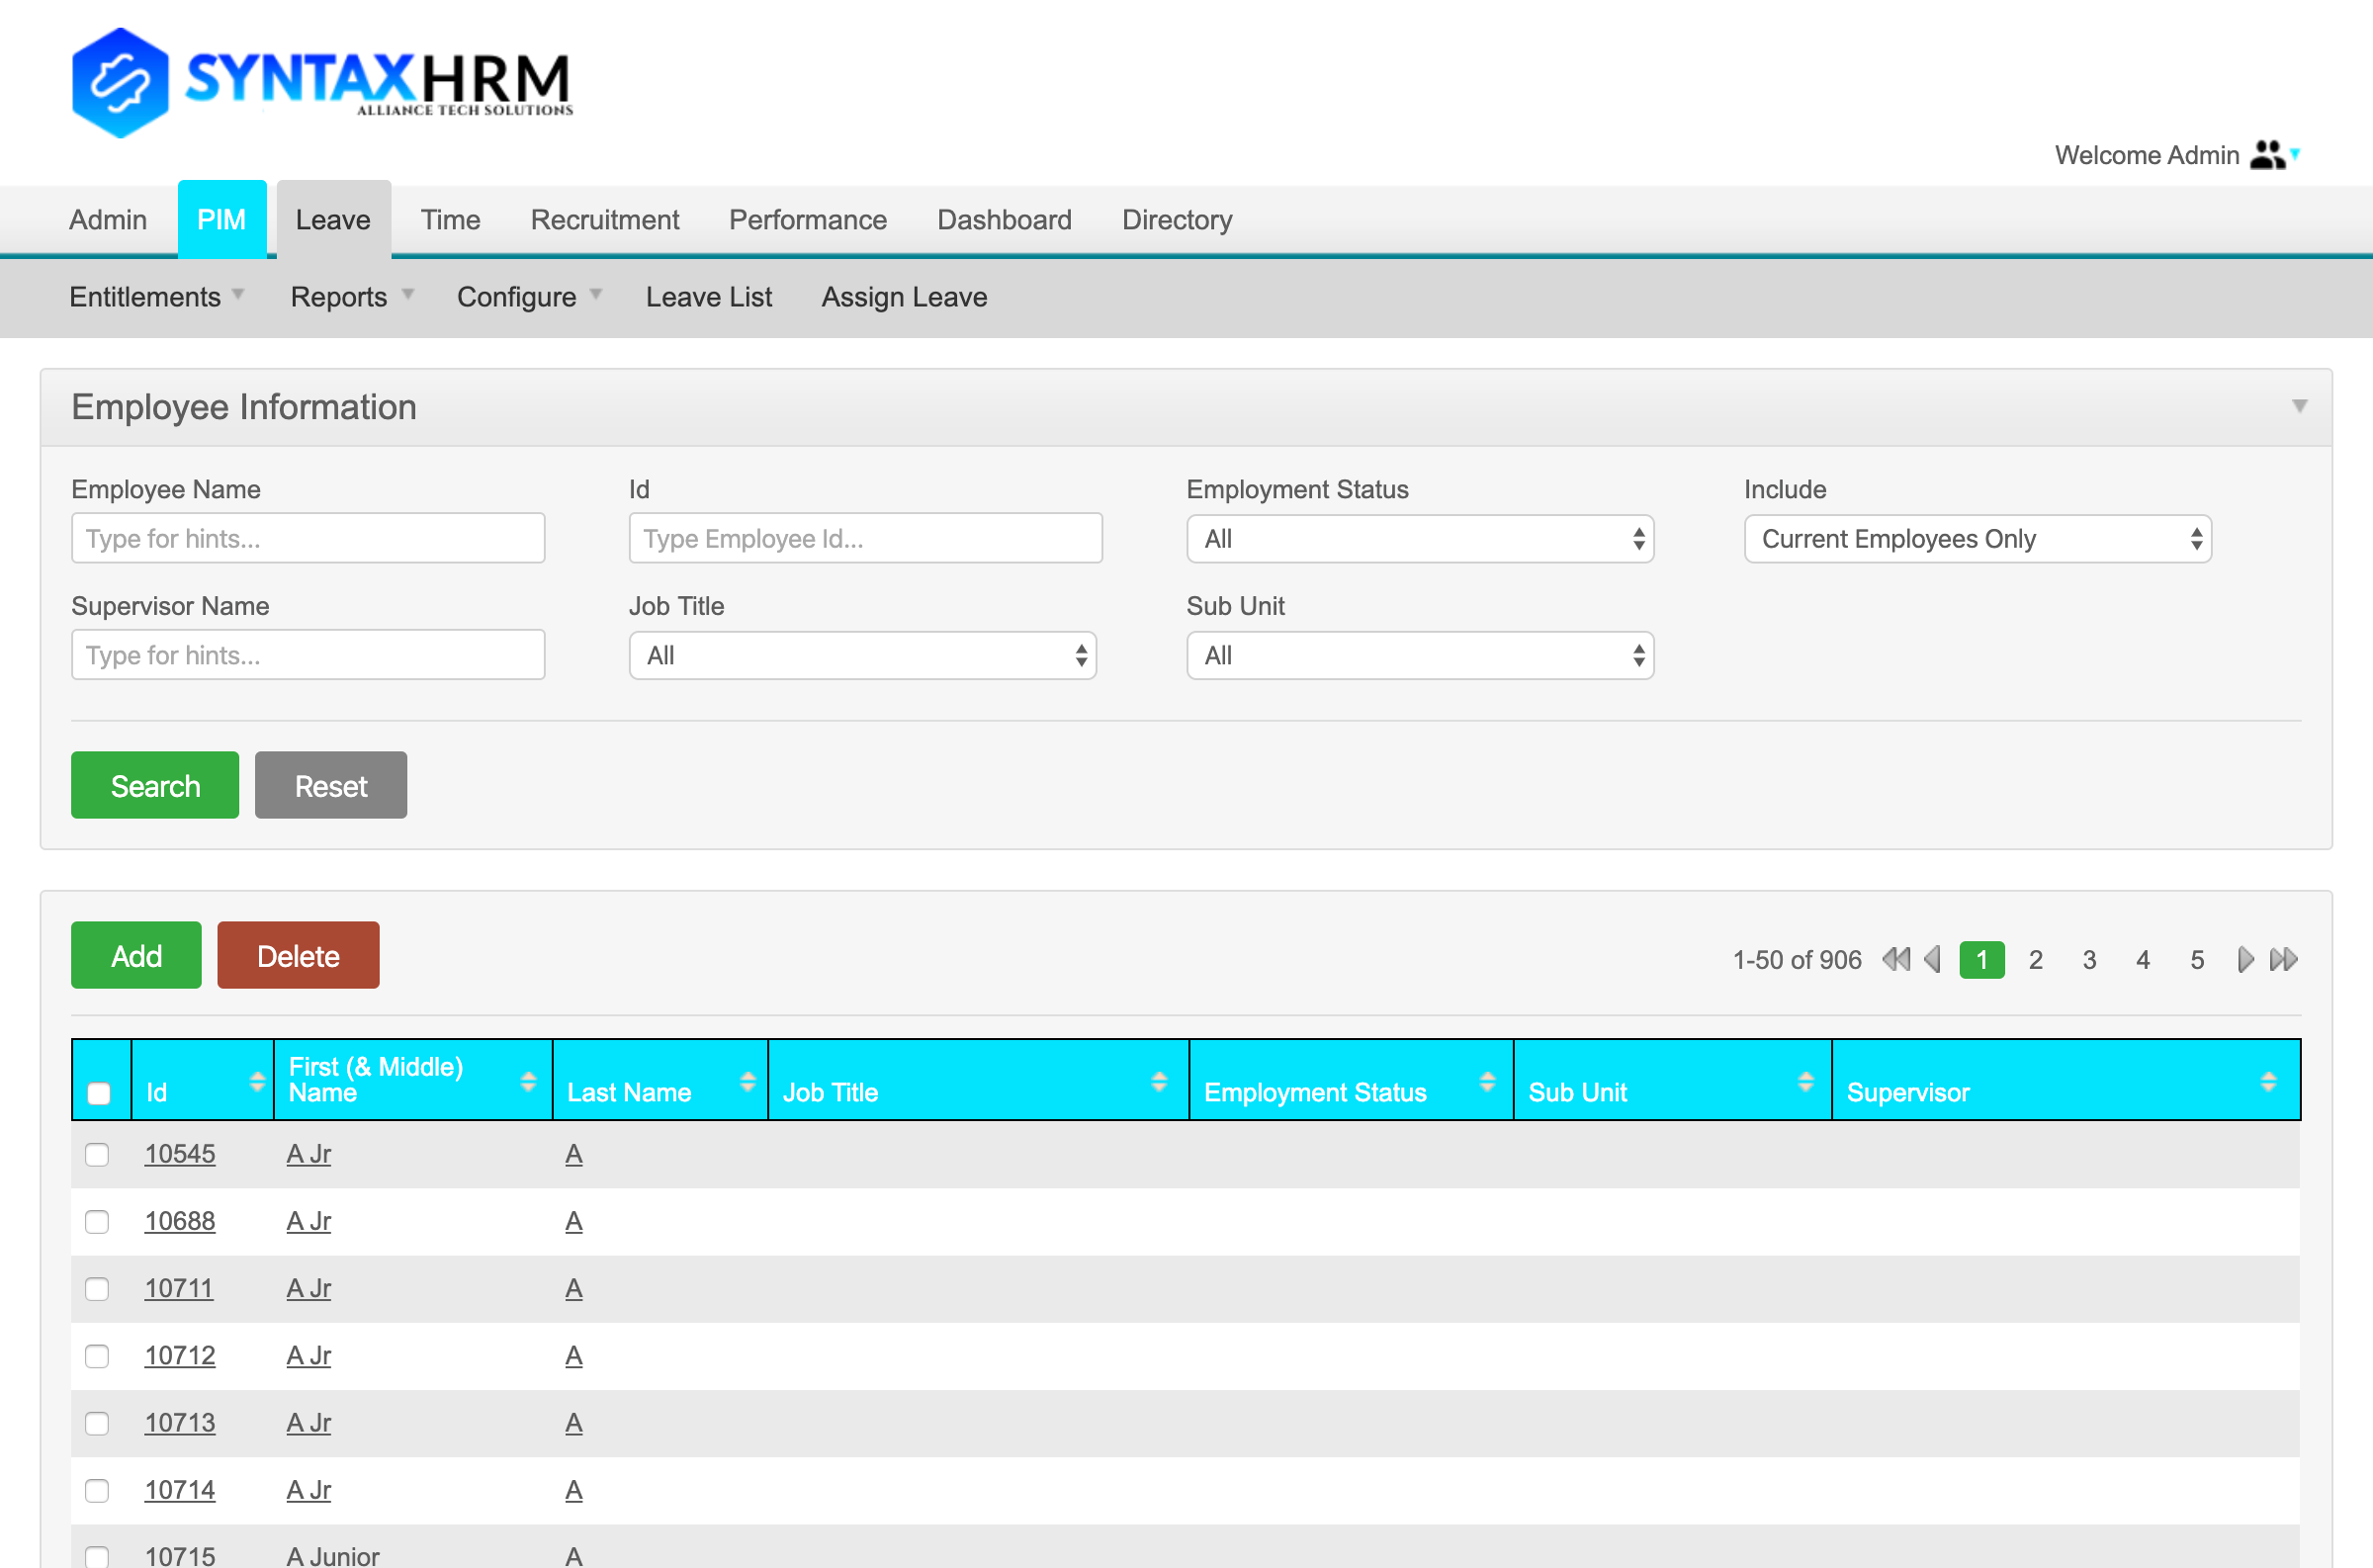 SYNTAXHRM
ALLIANCE TECH SOLUTIONS
Welcome Admin
Admin PIM Leave Time Recruitment Performance Dashboard Directory
Entitlements Reports Configure Leave List Assign Leave
Employee Information
Employee Name Id Employment Status Include
Type for hints... Type Employee Id... All Current Employees Only
Supervisor Name Job Title Sub Unit
Type for hints... All All
Search Reset
Add Delete 1-50 of 906 1 2 3 4 5
Id First (& Middle) Name Last Name Job Title Employment Status Sub Unit Supervisor
10545 A Jr A
10688 A Jr A
10711 A Jr A
10712 A Jr A
10713 A Jr A
10714 A Jr A
10715 A Junior A